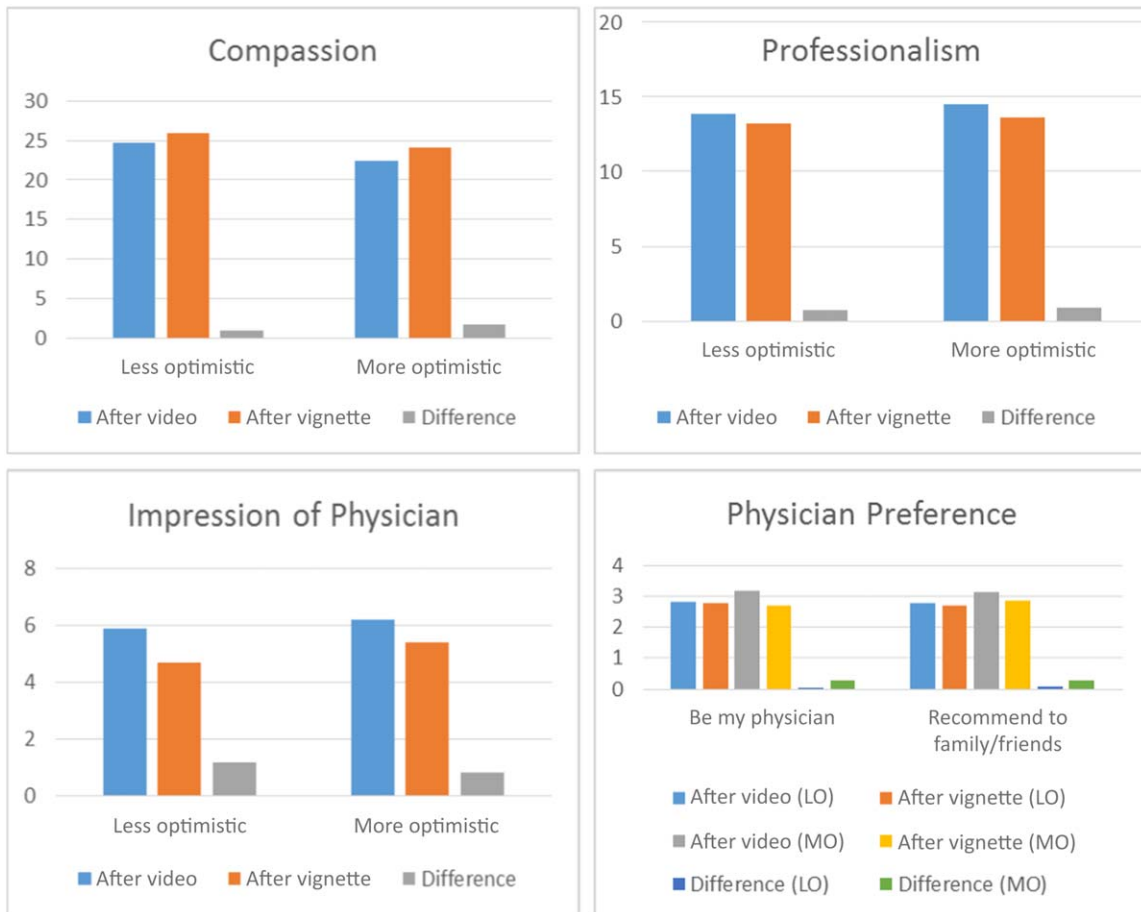 Compassion
30
25
20
15
10
5
0
Less optimistic More optimistic
After video After vignette Difference
Professionalism
20
15
10
5
0
Less optimistic More optimistic
After video After vignette Difference
Impression of Physician
8
6
4
2
0
Less optimistic More optimistic
After video After vignette Difference
Physician Preference
4
3
2
1
0
Be my physician Recommend to
family/friends
After video (LO) After vignette (LO)
After video (MO) After vignette (MO)
Difference (LO) Difference (MO)